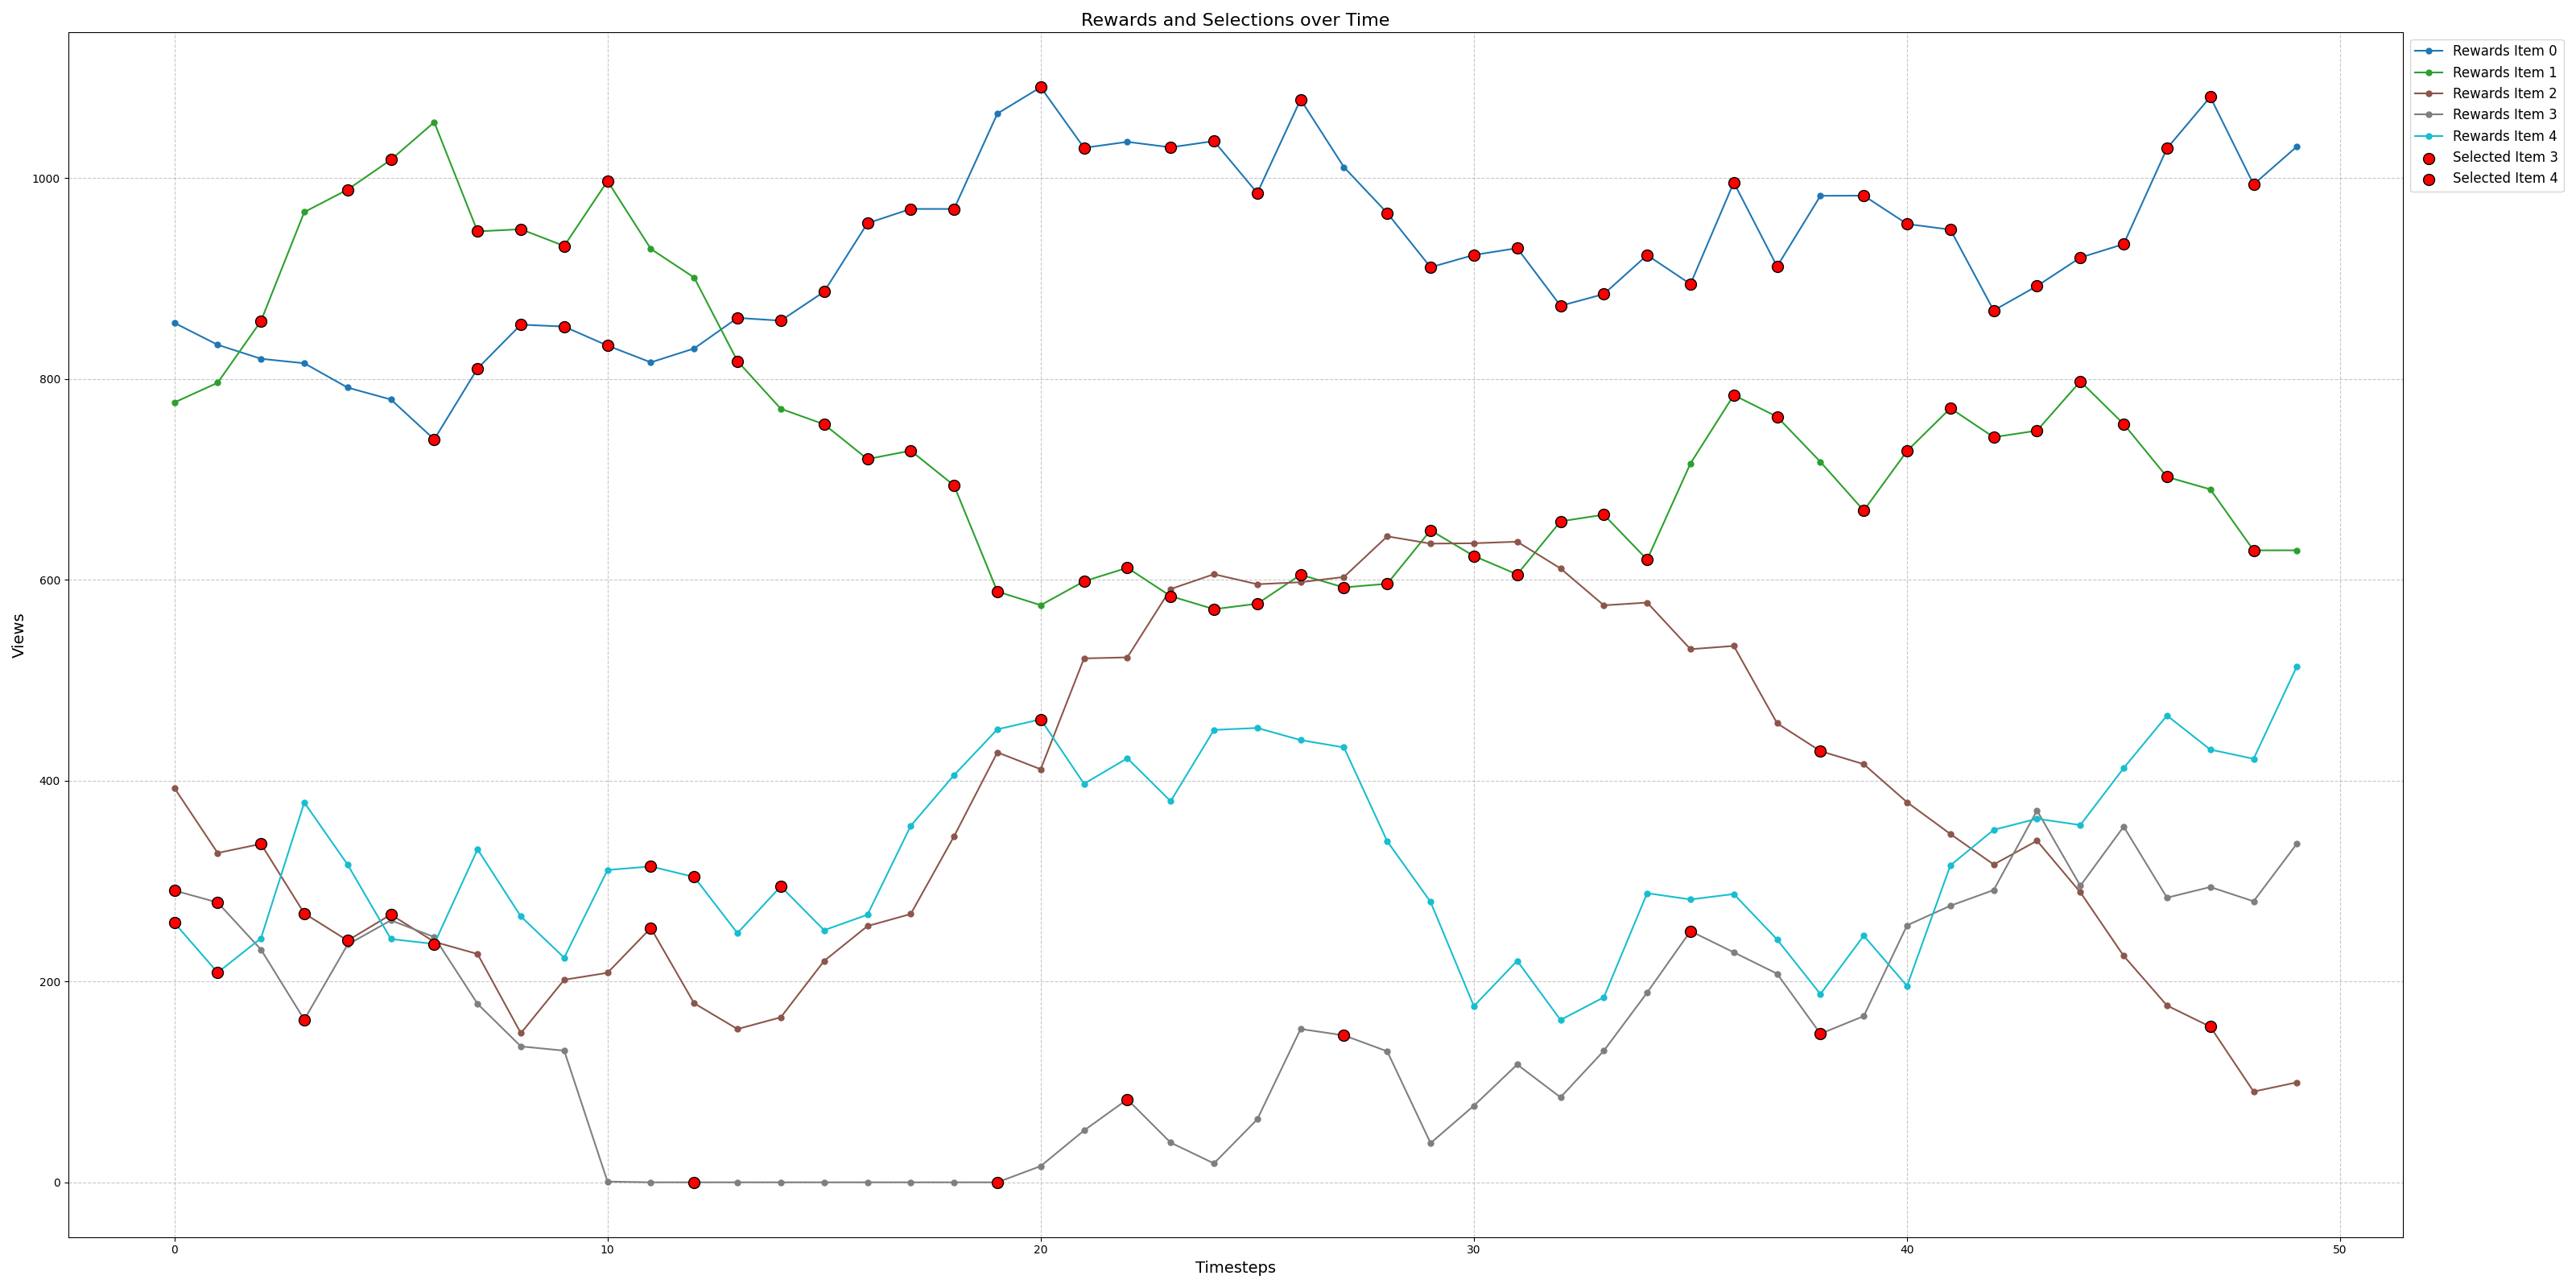 Rewards and Selections over Time
Rewards Item 0
Rewards Item 1
Rewards Item 2
Rewards Item 3
Rewards Item 4
Selected Item 3
Selected Item 4
Views
1000
800
600
400
200
0
0 10 20 30 40 50
Timesteps